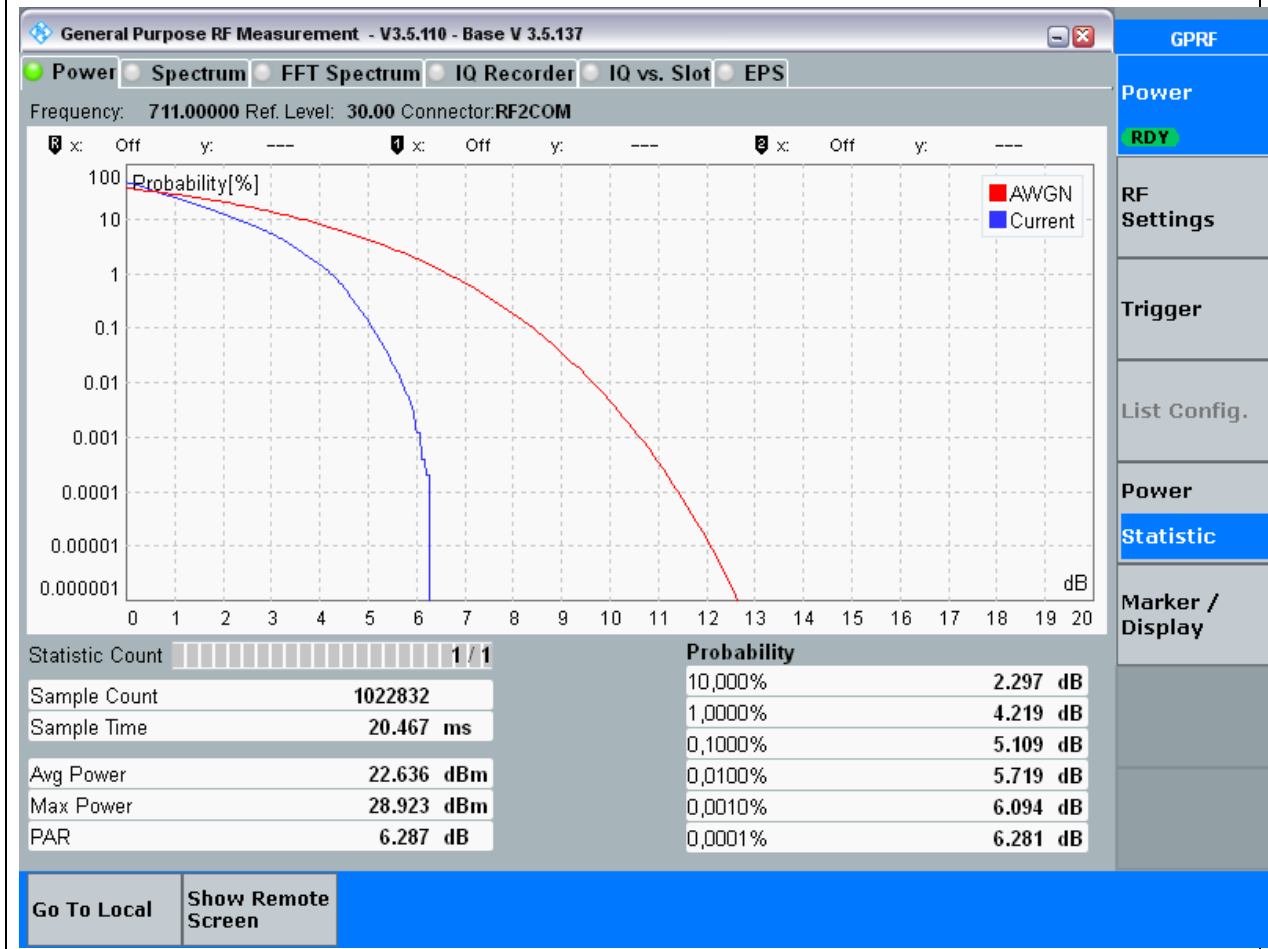 General Purpose RF Measurement - V3.5.110 - Base V 3.5.137
GPRF
Power Spectrum FFT Spectrum IQ Recorder IQ vs. Slot EPS
Frequency: 711.00000 Ref. Level: 30.00 Connector:RF2COM
R x: Off y: --- 1 x: Off y: --- 2 x: Off y: ---
Probability[%]
AWGN
Current
100
10
1
0.1
0.01
0.001
0.0001
0.00001
0.000001
dB
0 1 2 3 4 5 6 7 8 9 10 11 12 13 14 15 16 17 18 19 20
Statistic Count 1 / 1
Sample Count 1022832
Sample Time 20.467 ms
Avg Power 22.636 dBm
Max Power 28.923 dBm
PAR 6.287 dB
Probability
10,000% 2.297 dB
1,0000% 4.219 dB
0,1000% 5.109 dB
0,0100% 5.719 dB
0,0010% 6.094 dB
0,0001% 6.281 dB
Power
RDY
RF
Settings
Trigger
List Config.
Power
Statistic
Marker /
Display
Go To Local
Show Remote
Screen